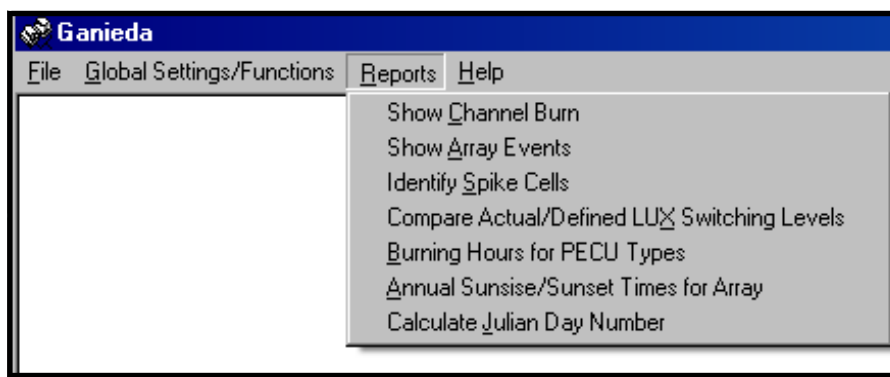 Ganieda
File Global Settings/Functions Reports Help
Show Channel Burn
Show Array Events
Identify Spike Cells
Compare Actual/Defined LUX Switching Levels
Burning Hours for PECU Types
Annual Sunsise/Sunset Times for Array
Calculate Julian Day Number